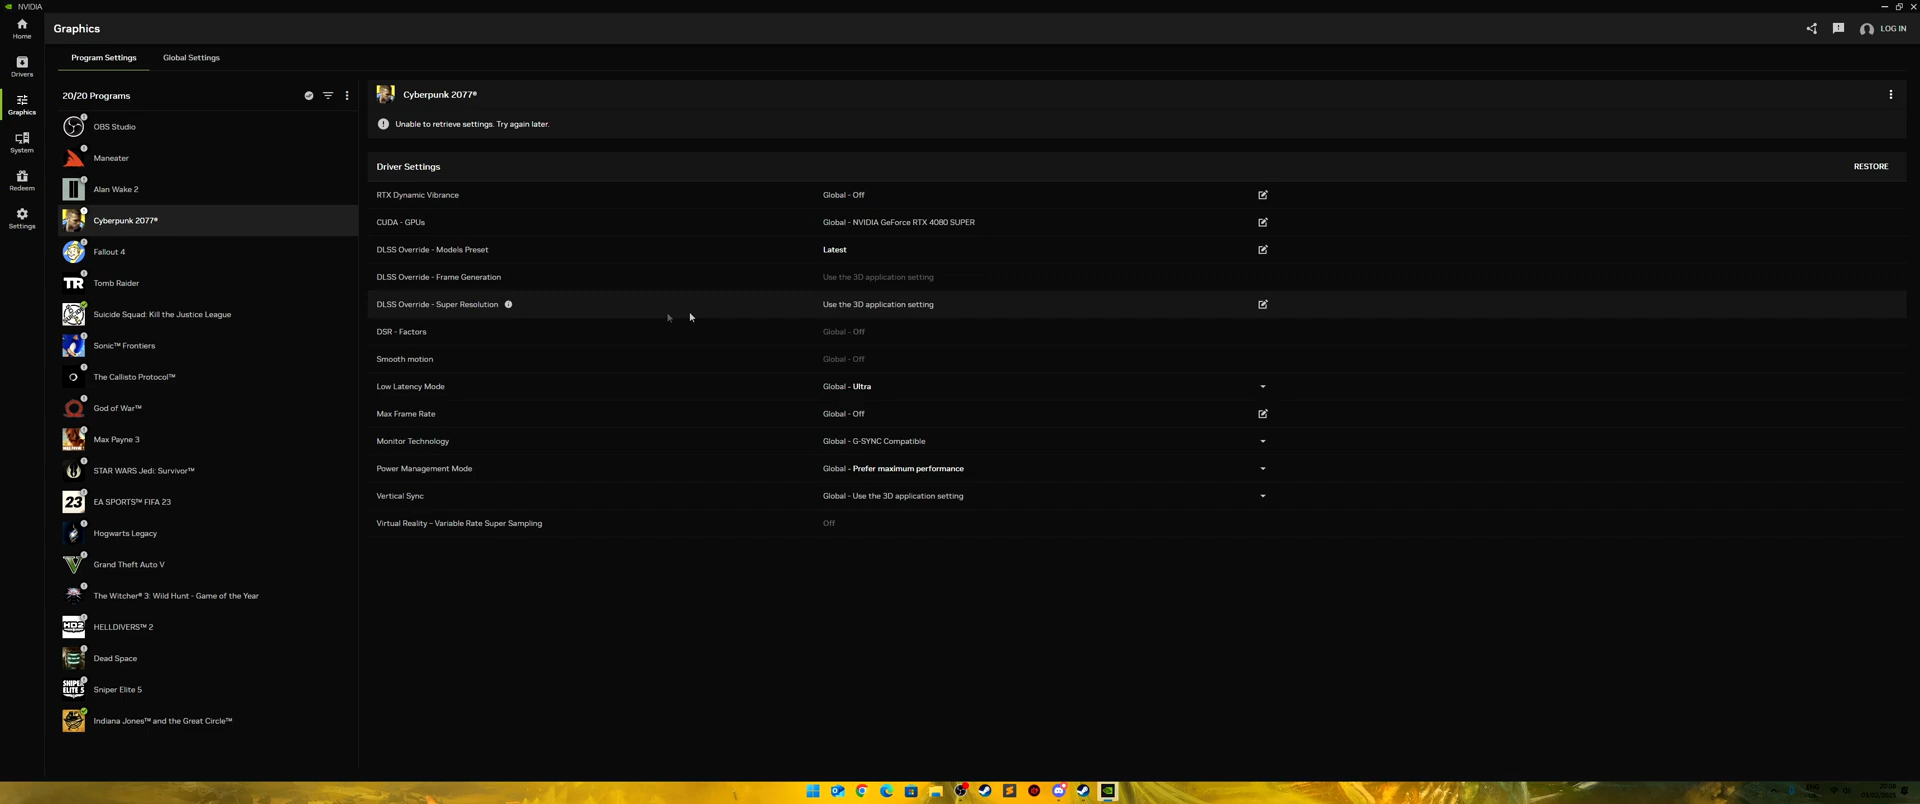 NVIDIA
Home
Graphics
LOG IN
Drivers
Program Settings
Global Settings
Graphics
20/20 Programs
Cyberpunk 2077®
Unable to retrieve settings. Try again later.
System
Redeem
Settings
OBS Studio
Maneater
Alan Wake 2
Cyberpunk 2077®
Fallout 4
Tomb Raider
Suicide Squad: Kill the Justice League
Sonic™ Frontiers
The Callisto Protocol™
God of War™
Max Payne 3
STAR WARS Jedi: Survivor™
EA SPORTS™ FIFA 23
Hogwarts Legacy
Grand Theft Auto V
The Witcher® 3: Wild Hunt - Game of the Year
HELLDIVERS™ 2
Dead Space
Sniper Elite 5
Indiana Jones™ and the Great Circle™
Driver Settings
RESTORE
RTX Dynamic Vibrance Global - Off
CUDA - GPUs Global - NVIDIA GeForce RTX 4080 SUPER
DLSS Override - Models Preset Latest
DLSS Override - Frame Generation Use the 3D application setting
DLSS Override - Super Resolution Use the 3D application setting
DSR - Factors Global - Off
Smooth motion Global - Off
Low Latency Mode Global - Ultra
Max Frame Rate Global - Off
Monitor Technology Global - G-SYNC Compatible
Power Management Mode Global - Prefer maximum performance
Vertical Sync Global - Use the 3D application setting
Virtual Reality – Variable Rate Super Sampling Off
ENG
20:08
03/02/2025